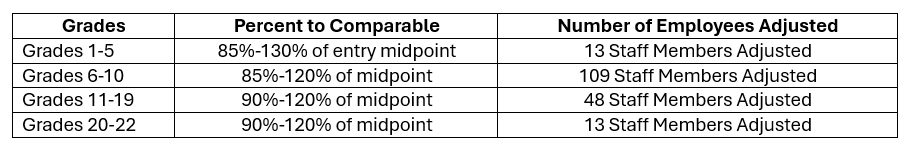 Grades Percent to Comparable Number of Employees Adjusted
Grades 1-5 85%-130% of entry midpoint 13 Staff Members Adjusted
Grades 6-10 85%-120% of midpoint 109 Staff Members Adjusted
Grades 11-19 90%-120% of midpoint 48 Staff Members Adjusted
Grades 20-22 90%-120% of midpoint 13 Staff Members Adjusted